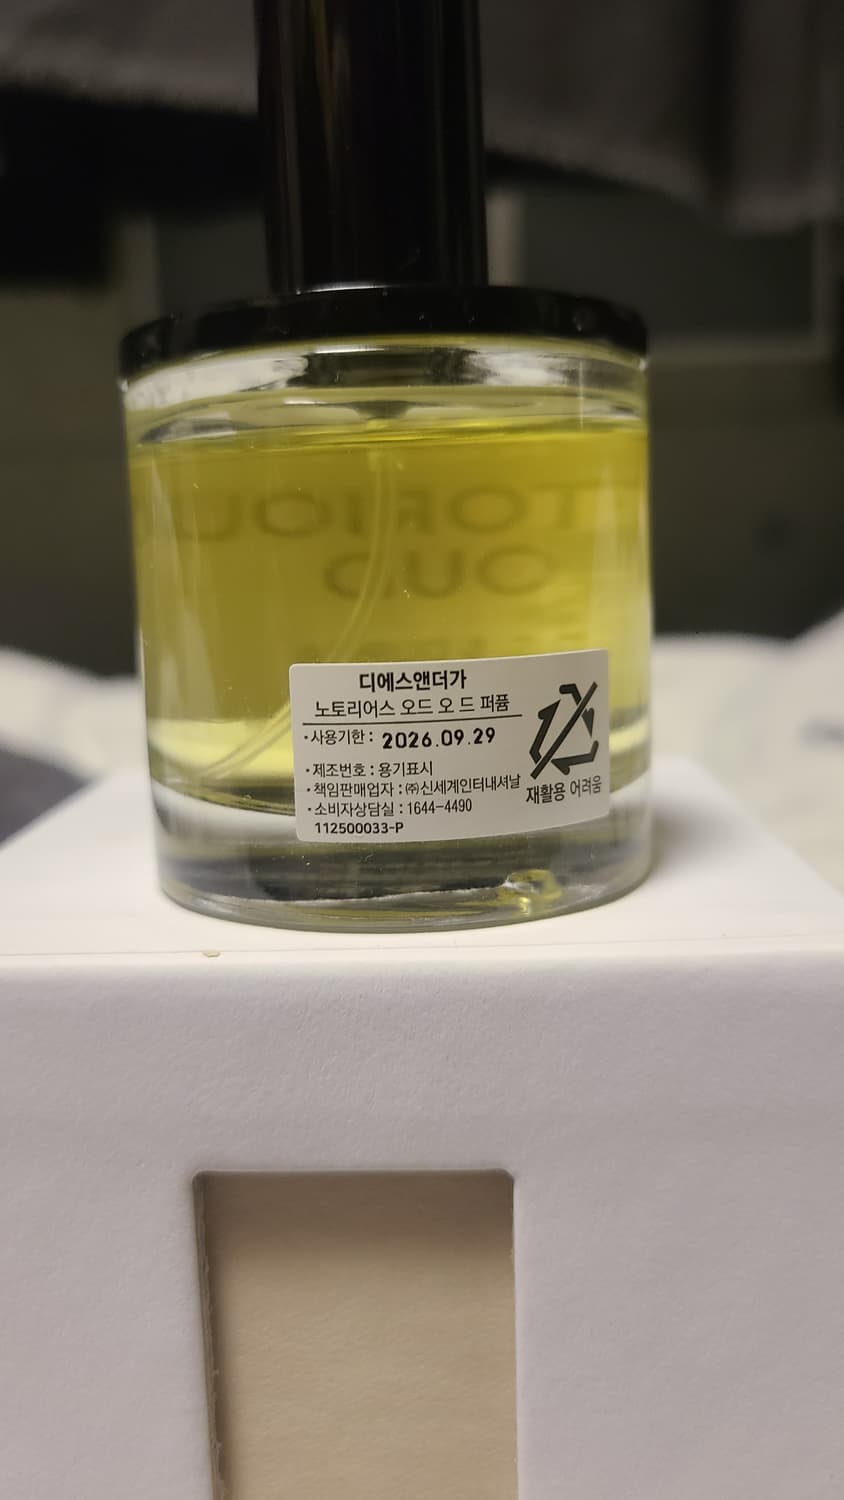 TORIOU
OUD
디에스앤더가
노토리어스 오드 오 드 퍼퓸
·사용기한 : 2026.09.29
·제조번호 : 용기표시
·책임판매업자 : ㈜신세계인터내셔날
·소비자상담실 : 1644-4490
112500033-P
재활용 어려움